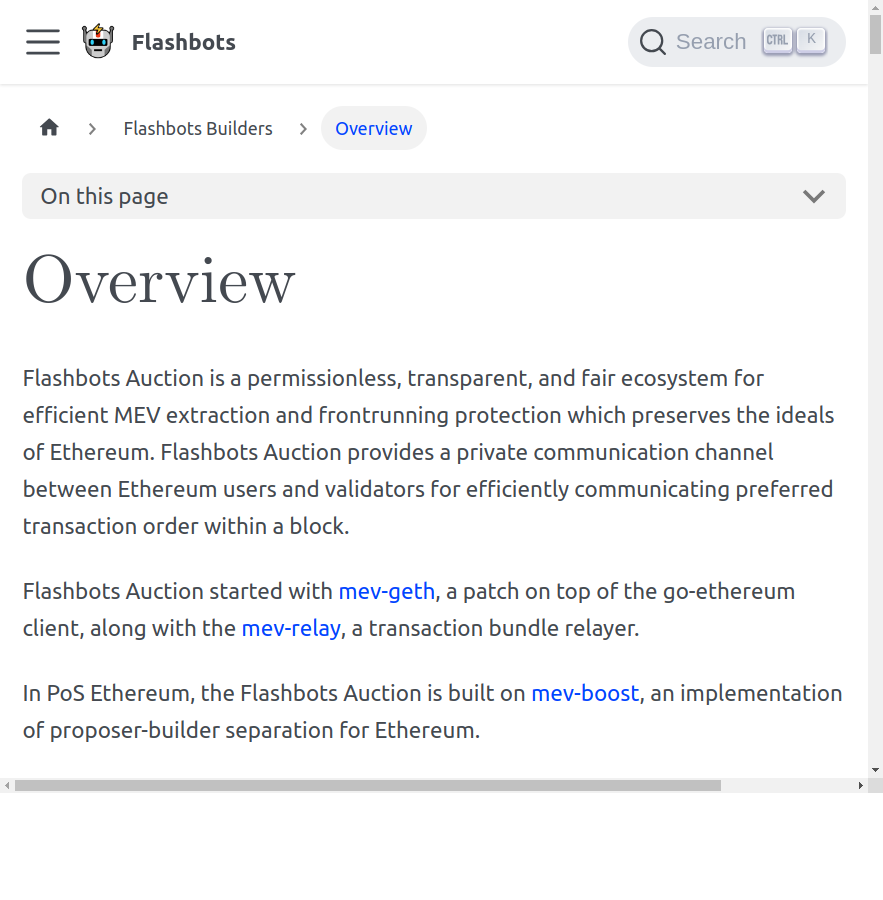 Flashbots
Search CTRL K
Flashbots Builders
Overview
On this page
Overview
Flashbots Auction is a permissionless, transparent, and fair ecosystem for
efficient MEV extraction and frontrunning protection which preserves the ideals
of Ethereum. Flashbots Auction provides a private communication channel
between Ethereum users and validators for efficiently communicating preferred
transaction order within a block.
Flashbots Auction started with mev-geth, a patch on top of the go-ethereum
client, along with the mev-relay, a transaction bundle relayer.
In PoS Ethereum, the Flashbots Auction is built on mev-boost, an implementation
of proposer-builder separation for Ethereum.